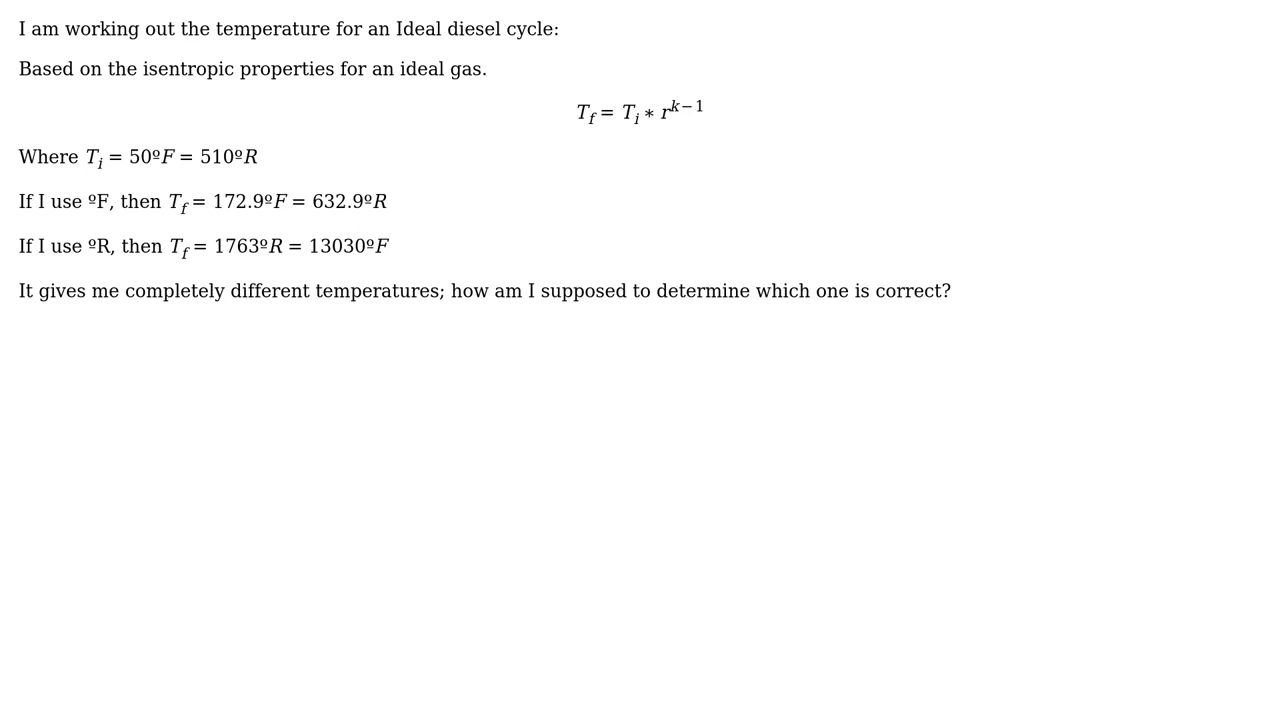 I am working out the temperature for an Ideal diesel cycle:
Based on the isentropic properties for an ideal gas.
T_f = T_i ∗ r^{k−1}
Where T_i = 50ºF = 510ºR
If I use ºF, then T_f = 172.9ºF = 632.9ºR
If I use ºR, then T_f = 1763ºR = 13030ºF
It gives me completely different temperatures; how am I supposed to determine which one is correct?